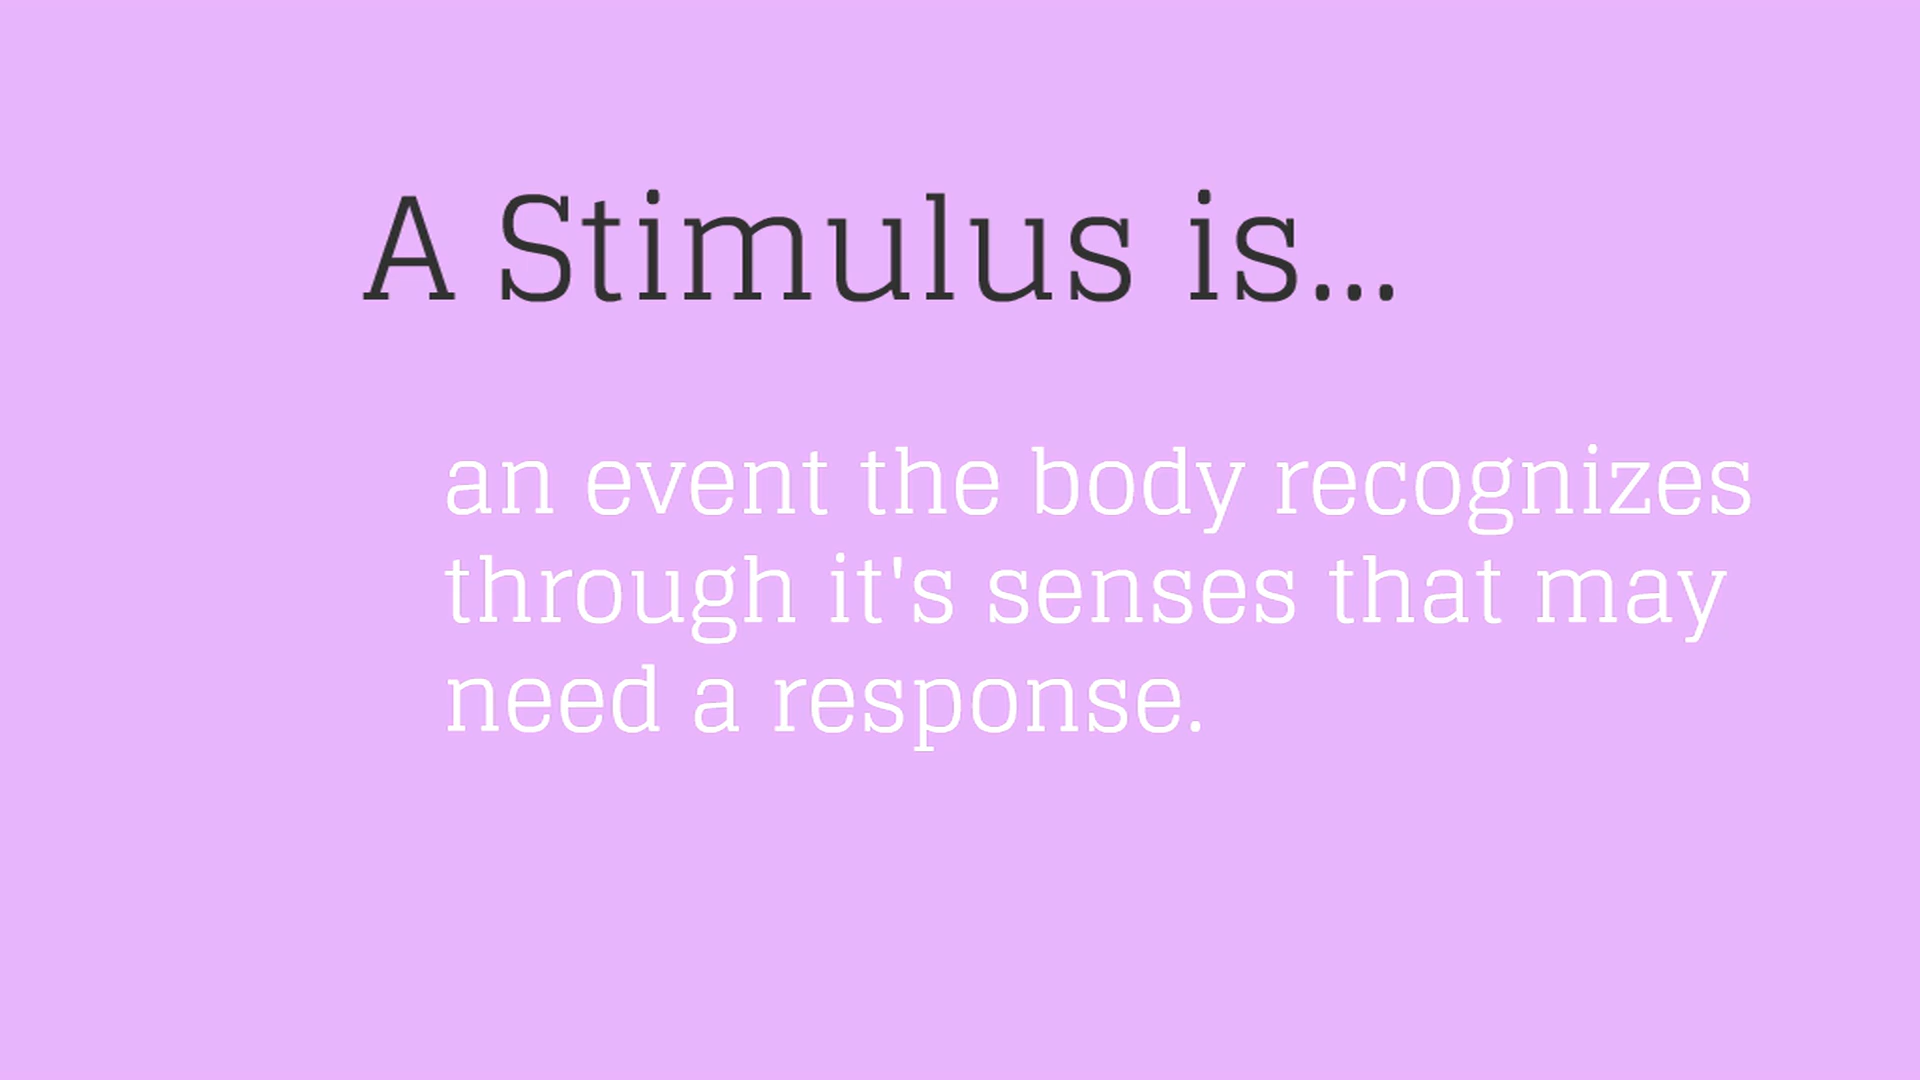 A Stimulus is...
an event the body recognizes
through it's senses that may
need a response.